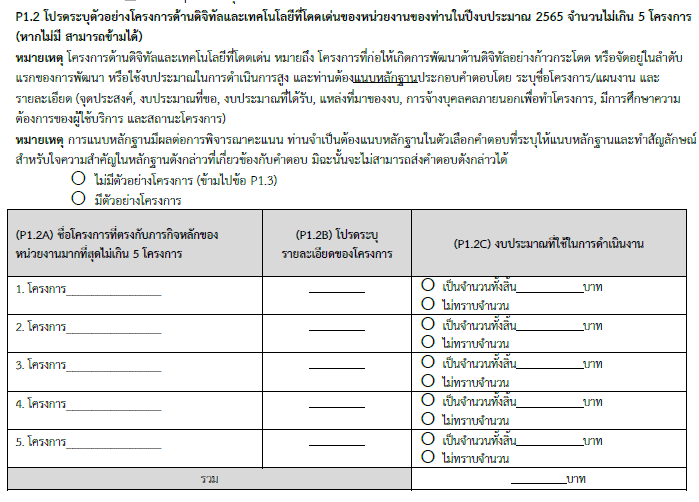 P1.2 โปรดระบุตัวอย่างโครงการด้านดิจิทัลและเทคโนโลยีที่โดดเด่นของหน่วยงานของท่านในปีงบประมาณ 2565 จำนวนไม่เกิน 5 โครงการ
(หากไม่มี สามารถข้ามได้)
หมายเหตุ โครงการด้านดิจิทัลและเทคโนโลยีที่โดดเด่น หมายถึง โครงการที่ก่อให้เกิดการพัฒนาด้านดิจิทัลอย่างก้าวกระโดด หรือจัดอยู่ในลำดับ
แรกของการพัฒนา หรือใช้งบประมาณในการดำเนินการสูง และท่านต้องแนบหลักฐานประกอบคำตอบโดย ระบุชื่อโครงการ/แผนงาน และ
รายละเอียด (จุดประสงค์, งบประมาณที่ขอ, งบประมาณที่ได้รับ, แหล่งที่มาของงบ, การจ้างบุคคลภายนอกเพื่อทำโครงการ, มีการศึกษาความ
ต้องการของผู้ใช้บริการ และสถานะโครงการ)
หมายเหตุ การแนบหลักฐานมีผลต่อการพิจารณาคะแนน ท่านจำเป็นต้องแนบหลักฐานในตัวเลือกคำตอบที่ระบุให้แนบหลักฐานและทำสัญลักษณ์
สำหรับใจความสำคัญในหลักฐานดังกล่าวที่เกี่ยวข้องกับคำตอบ มิฉะนั้นจะไม่สามารถส่งคำตอบดังกล่าวได้
ไม่มีตัวอย่างโครงการ (ข้ามไปข้อ P1.3)
มีตัวอย่างโครงการ
(P1.2A) ชื่อโครงการที่ตรงกับภารกิจหลักของ
หน่วยงานมากที่สุดไม่เกิน 5 โครงการ
(P1.2B) โปรดระบุ
รายละเอียดของโครงการ
(P1.2C) งบประมาณที่ใช้ในการดำเนินงาน
1. โครงการ________________
__________
เป็นจำนวนทั้งสิ้น___________บาท
ไม่ทราบจำนวน
2. โครงการ________________
__________
เป็นจำนวนทั้งสิ้น___________บาท
ไม่ทราบจำนวน
3. โครงการ________________
__________
เป็นจำนวนทั้งสิ้น___________บาท
ไม่ทราบจำนวน
4. โครงการ________________
__________
เป็นจำนวนทั้งสิ้น___________บาท
ไม่ทราบจำนวน
5. โครงการ________________
__________
เป็นจำนวนทั้งสิ้น___________บาท
ไม่ทราบจำนวน
รวม
__________บาท